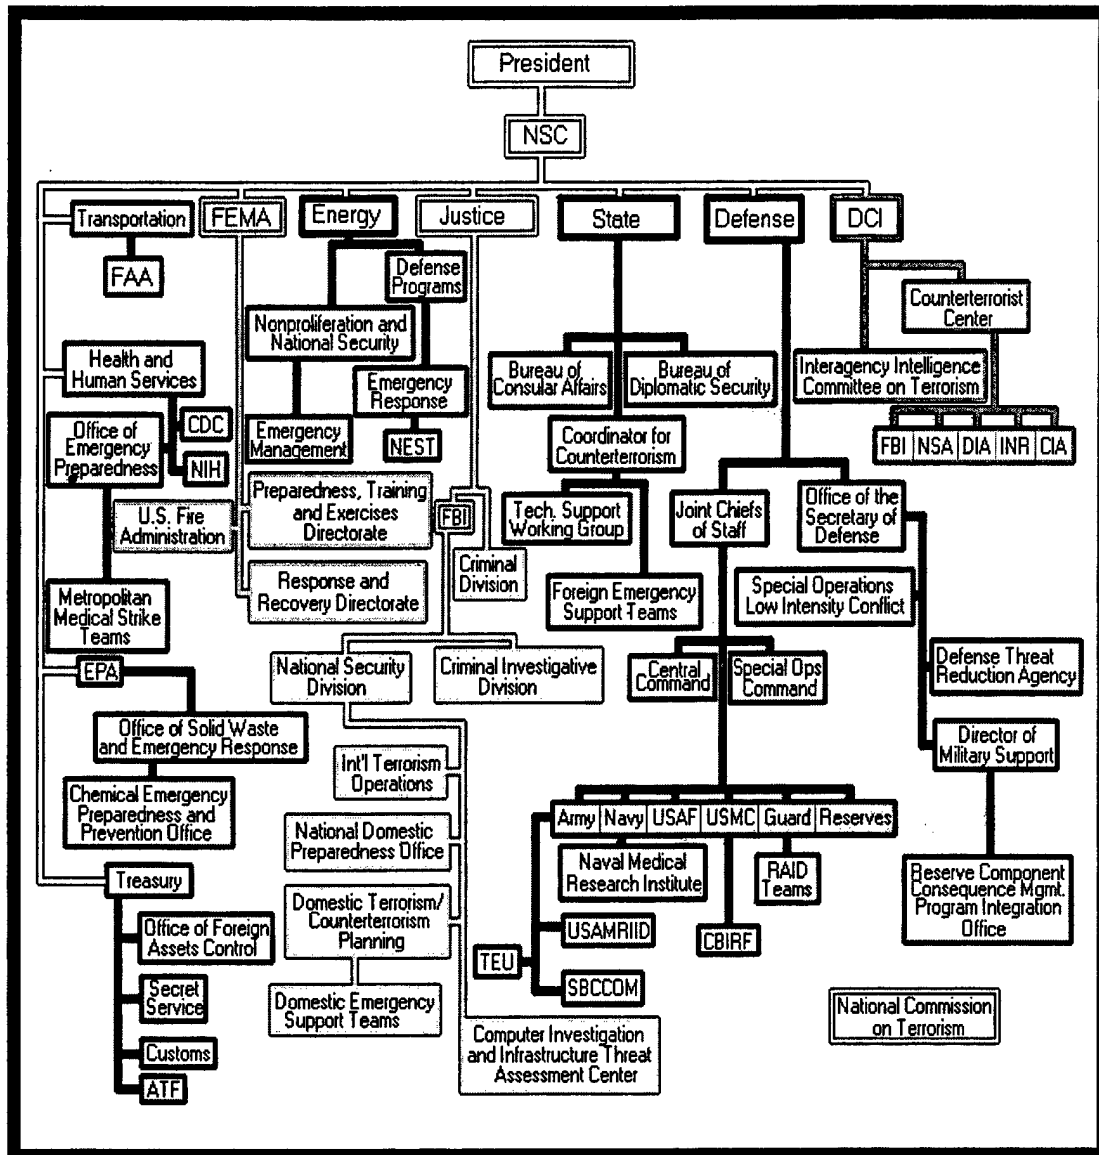 President
NSC
Transportation
FEMA
Energy
Justice
State
Defense
DCI
FAA
Defense
Programs
Counterterrorist
Center
Nonproliferation and
National Security
Health and
Human Services
Bureau of
Consular Affairs
Bureau of
Diplomatic Security
Interagency Intelligence
Committee on Terrorism
Emergency
Response
CDC
Office of
Emergency
Preparedness
NIH
Emergency
Management
NEST
Coordinator for
Counterterrorism
FBI NSA DIA INR CIA
U.S. Fire
Administration
Preparedness, Training
and Exercises
Directorate
FBI
Tech. Support
Working Group
Joint Chiefs
of Staff
Office of the
Secretary of
Defense
Criminal
Division
Response and
Recovery Directorate
Foreign Emergency
Support Teams
Special Operations
Low Intensity Conflict
Metropolitan
Medical Strike
Teams
EPA
National Security
Division
Criminal Investigative
Division
Central
Command
Special Ops
Command
Defense Threat
Reduction Agency
Office of Solid Waste
and Emergency Response
Director of
Military Support
Int'l Terrorism
Operations
Chemical Emergency
Preparedness and
Prevention Office
Army Navy USAF USMC Guard Reserves
National Domestic
Preparedness Office
Naval Medical
Research Institute
RAID
Teams
Reserve Component
Consequence Mgmt.
Program Integration
Office
Treasury
Domestic Terrorism/
Counterterrorism
Planning
Office of Foreign
Assets Control
USAMRIID
CBIRF
TEU
SBCCOM
Secret
Service
Domestic Emergency
Support Teams
National Commission
on Terrorism
Customs
Computer Investigation
and Infrastructure Threat
Assessment Center
ATF